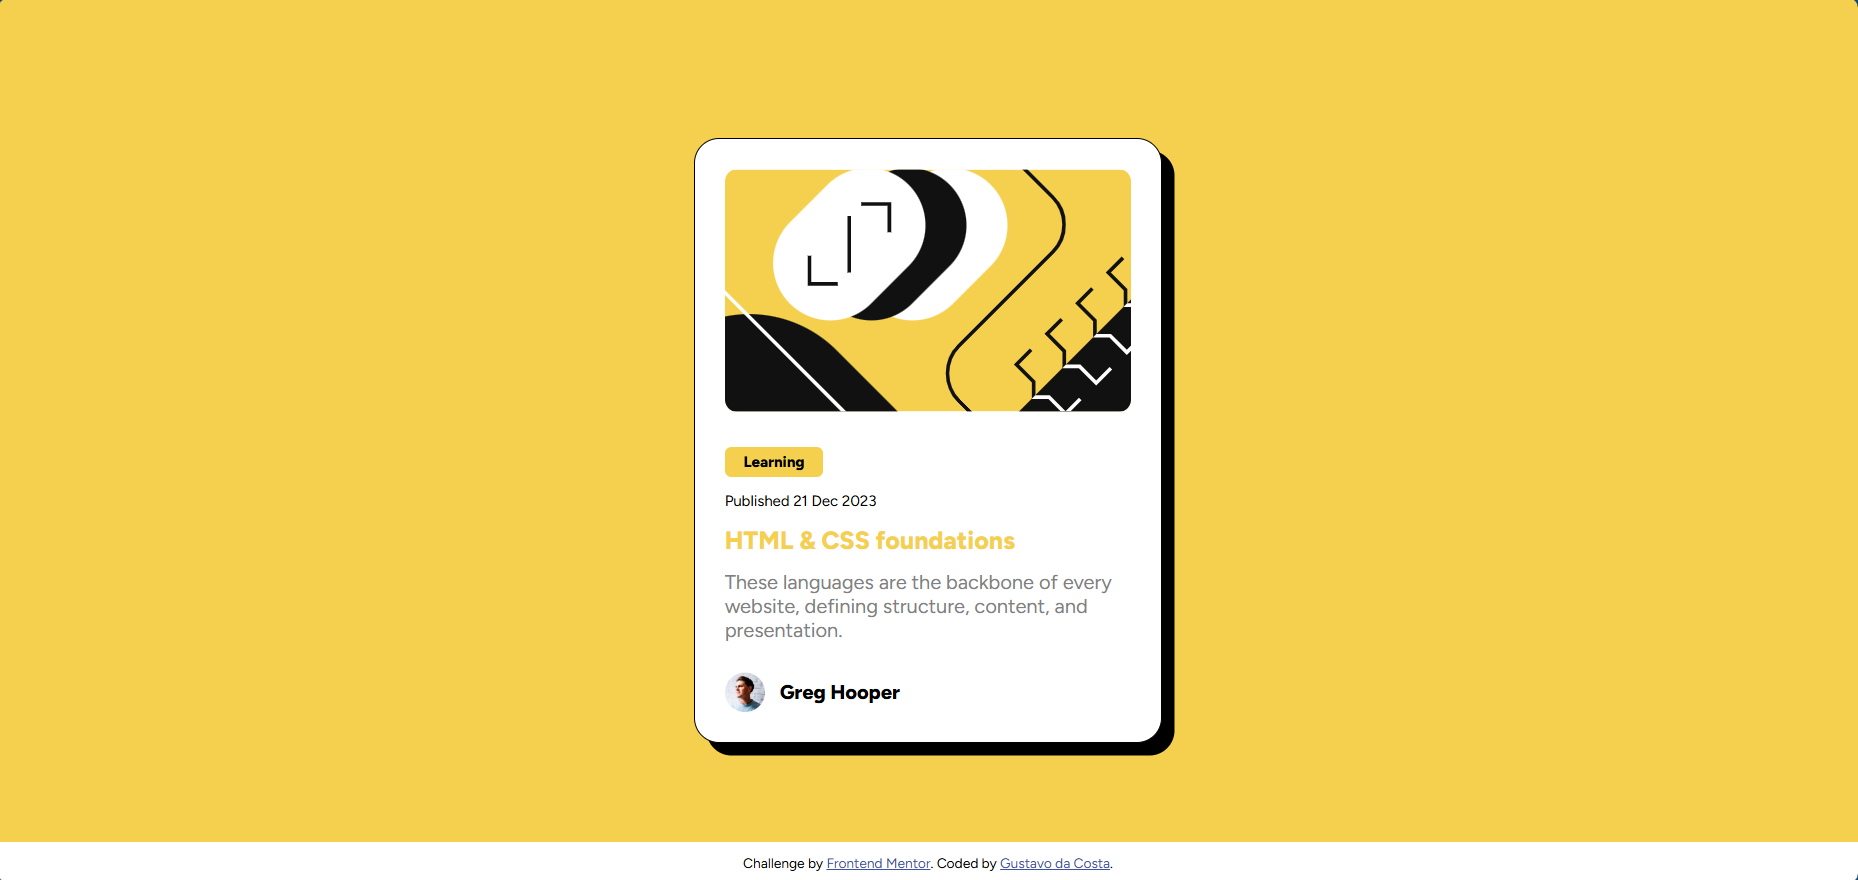 Learning
Published 21 Dec 2023
HTML & CSS foundations
These languages are the backbone of every
website, defining structure, content, and
presentation.
Greg Hooper
Challenge by Frontend Mentor. Coded by Gustavo da Costa.